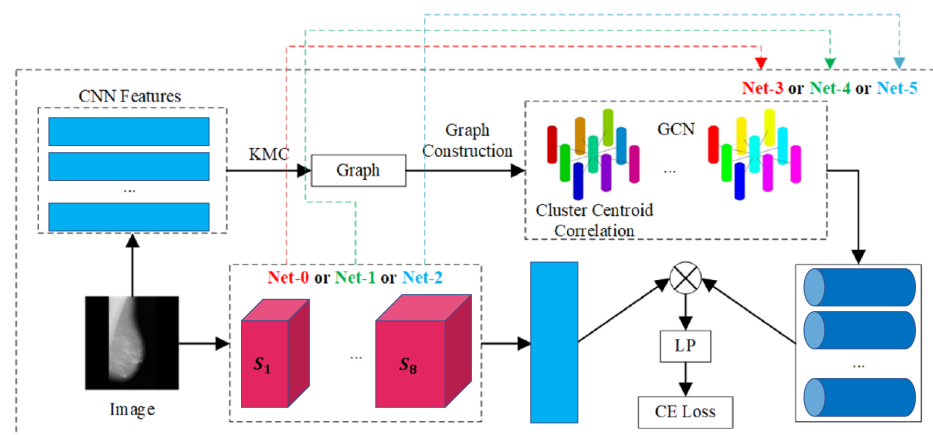 Net-3 or Net-4 or Net-5
CNN Features
...
KMC
Graph
Graph
Construction
GCN
...
Cluster Centroid
Correlation
Net-0 or Net-1 or Net-2
S₁
...
S₈
Image
LP
CE Loss
...